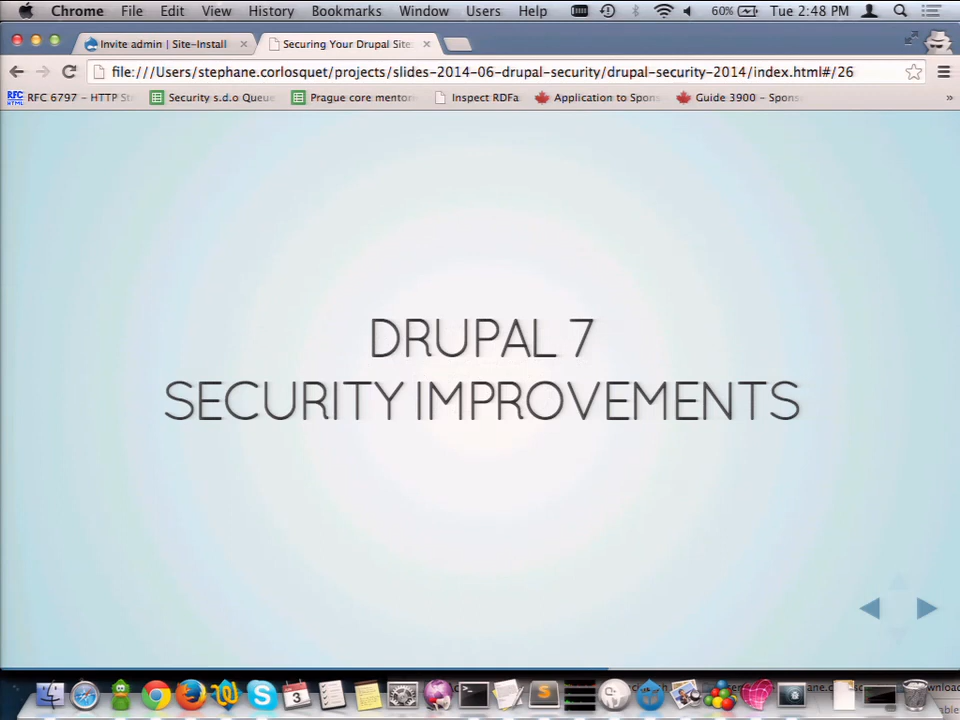 Chrome File Edit View History Bookmarks Window Users Help 60% Tue 2:48 PM
Invite admin | Site-Install Securing Your Drupal Site
file:///Users/stephane.corlosquet/projects/slides-2014-06-drupal-security/drupal-security-2014/index.html#/26
RFC HTML RFC 6797 - HTTP St Security s.d.o Queue Prague core mentor Inspect RDFa Application to Spons Guide 3900 - Spons »
DRUPAL 7
SECURITY IMPROVEMENTS
3